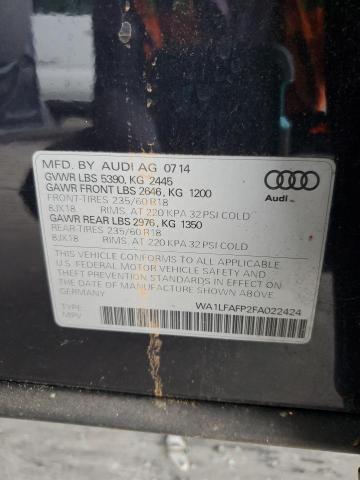 MFD. BY AUDI AG 07 14
GVWR LBS 5390, KG 2445
GAWR FRONT LBS 2646, KG 1200
FRONT-TIRES 235/60 R18
8JX18 RIMS, AT 220 KPA 32 PSI COLD
GAWR REAR LBS 2976, KG 1350
REAR-TIRES 235/60 R18
8JX18 RIMS, AT 220 KPA 32 PSI COLD
Audi
THIS VEHICLE CONFORMS TO ALL APPLICABLE
U.S. FEDERAL MOTOR VEHICLE SAFETY AND
THEFT PREVENTION STANDARDS IN EFFECT ON
THE DATE OF MANUFACTURE SHOWN ABOVE
GERMANY
WA1LFAFP2FA022424
TYPE:
MPV